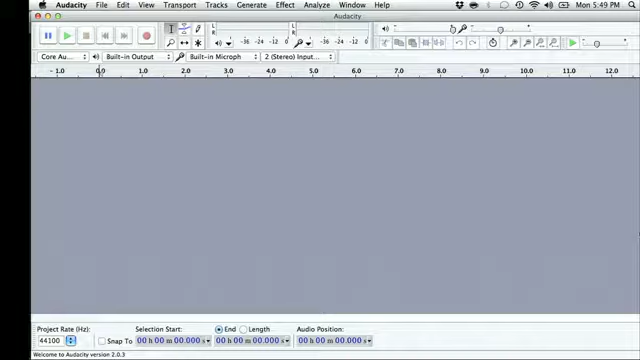 Audacity File Edit View Transport Tracks Generate Effect Analyze Window Help Mon 5:49 PM
Audacity
L
R
-36 -24 -12 0
L
R
-36 -24 -12 0
Core Au... Built-in Output Built-in Microph 2 (Stereo) Input...
-1.0 0.0 1.0 2.0 3.0 4.0 5.0 6.0 7.0 8.0 9.0 10.0 11.0 12.0
Project Rate (Hz): Selection Start: End Length Audio Position:
44100 Snap To 00 h 00 m 00.000 s 00 h 00 m 00.000 s 00 h 00 m 00.000 s
Welcome to Audacity version 2.0.3